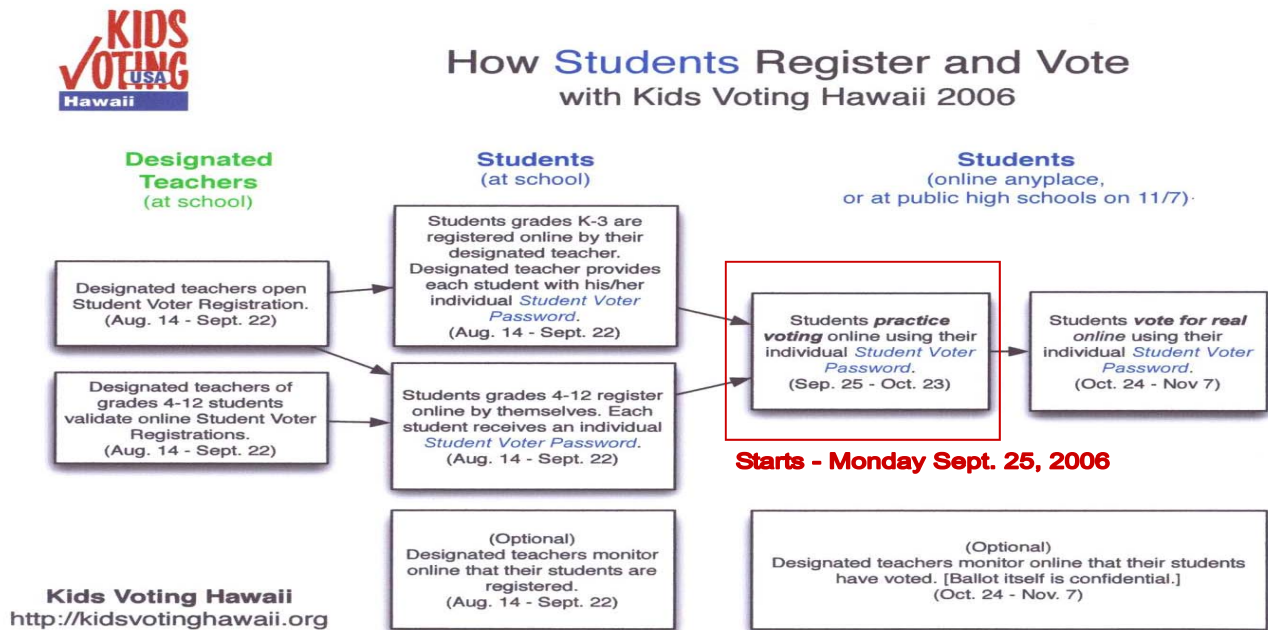 KIDS
VOTING
USA
Hawaii
How Students Register and Vote
with Kids Voting Hawaii 2006
Designated
Teachers
(at school)
Students
(at school)
Students
(online anyplace,
or at public high schools on 11/7)
Designated teachers open
Student Voter Registration.
(Aug. 14 - Sept. 22)
Designated teachers of
grades 4-12 students
validate online Student Voter
Registrations.
(Aug. 14 - Sept. 22)
Students grades K-3 are
registered online by their
designated teacher.
Designated teacher provides
each student with his/her
individual Student Voter
Password.
(Aug. 14 - Sept. 22)
Students grades 4-12 register
online by themselves. Each
student receives an individual
Student Voter Password.
(Aug. 14 - Sept. 22)
Students practice
voting online using their
individual Student Voter
Password.
(Sep. 25 - Oct. 23)
Students vote for real
online using their
individual Student Voter
Password.
(Oct. 24 - Nov 7)
Starts - Monday Sept. 25, 2006
(Optional)
Designated teachers monitor
online that their students are
registered.
(Aug. 14 - Sept. 22)
(Optional)
Designated teachers monitor online that their students
have voted. [Ballot itself is confidential.]
(Oct. 24 - Nov. 7)
Kids Voting Hawaii
http://kidsvotinghawaii.org